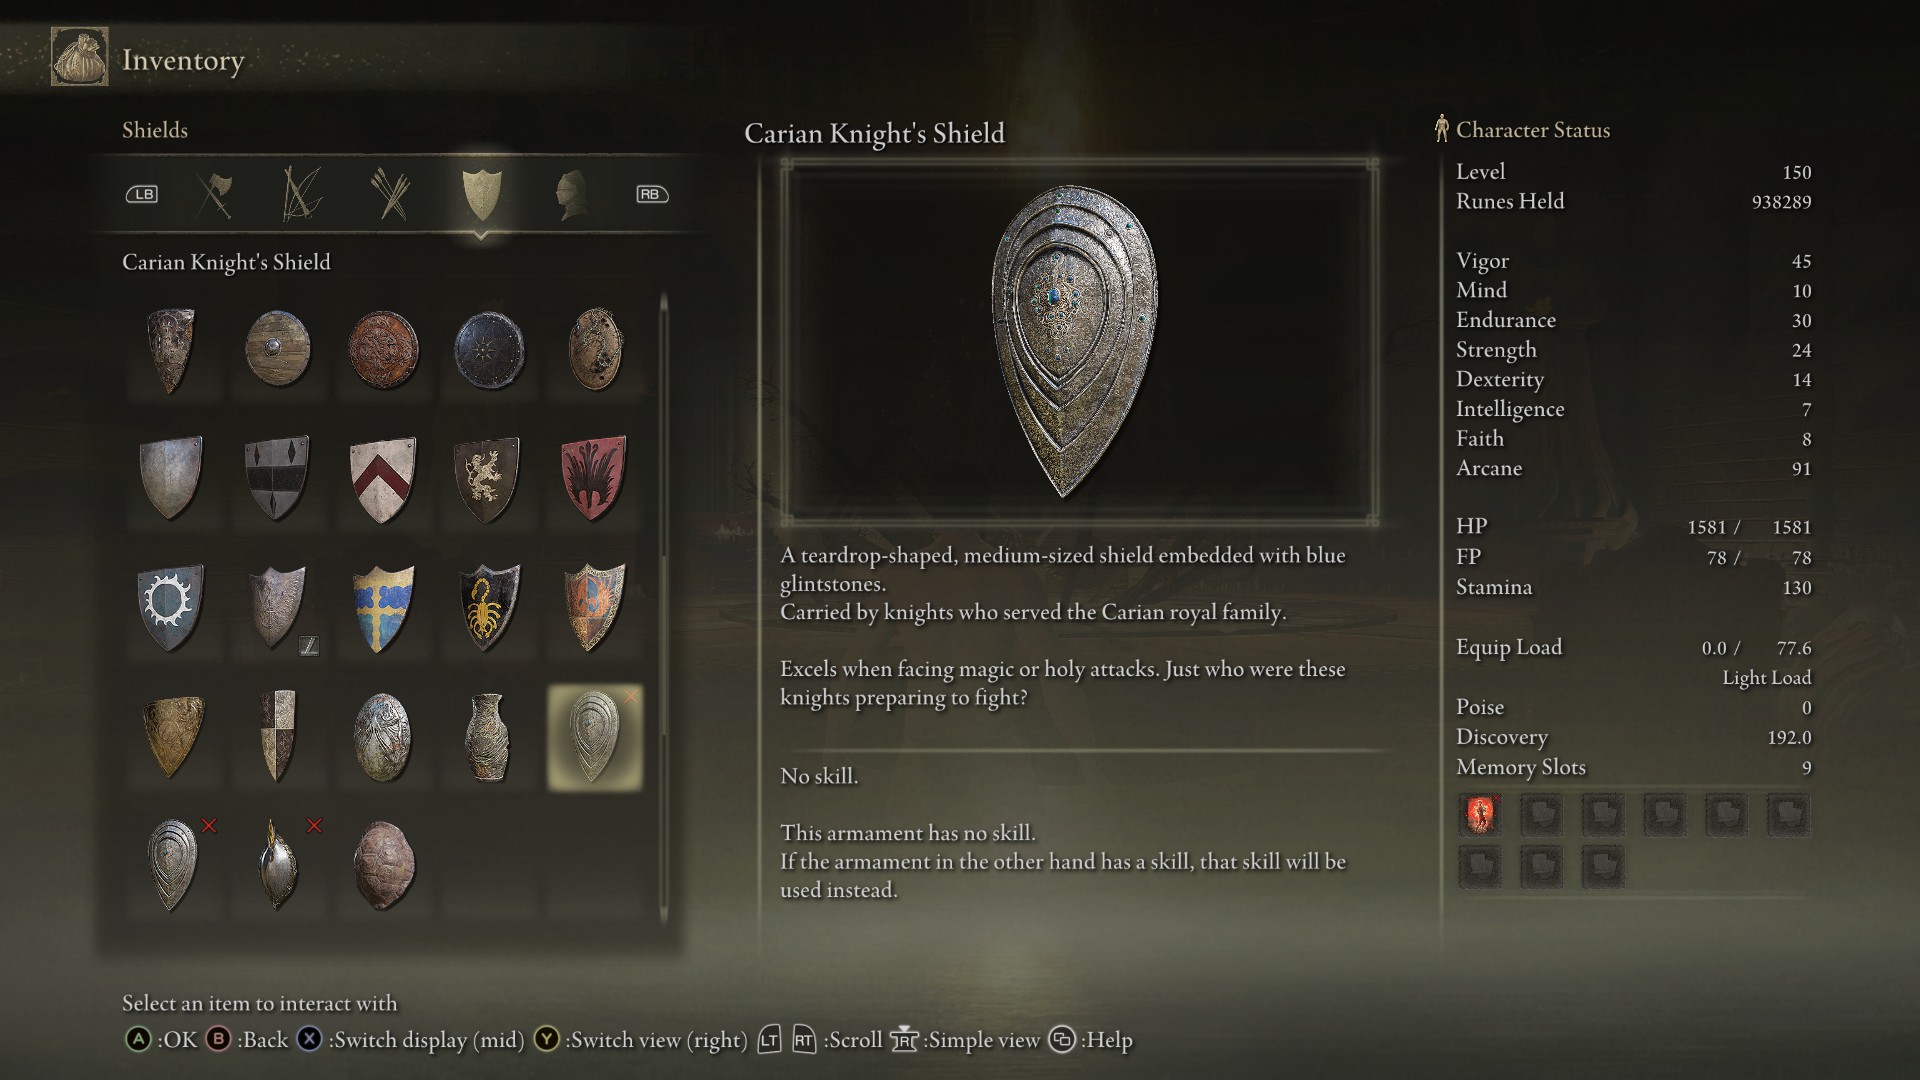 Inventory
Shields
LB
RB
Carian Knight's Shield
Carian Knight's Shield
A teardrop-shaped, medium-sized shield embedded with blue
glintstones.
Carried by knights who served the Carian royal family.
Excels when facing magic or holy attacks. Just who were these
knights preparing to fight?
No skill.
This armament has no skill.
If the armament in the other hand has a skill, that skill will be
used instead.
Character Status
Level 150
Runes Held 938289
Vigor 45
Mind 10
Endurance 30
Strength 24
Dexterity 14
Intelligence 7
Faith 8
Arcane 91
HP 1581 / 1581
FP 78 / 78
Stamina 130
Equip Load 0.0 / 77.6
Light Load
Poise 0
Discovery 192.0
Memory Slots 9
Select an item to interact with
A :OK B :Back X :Switch display (mid) Y :Switch view (right) LT RT :Scroll R :Simple view :Help